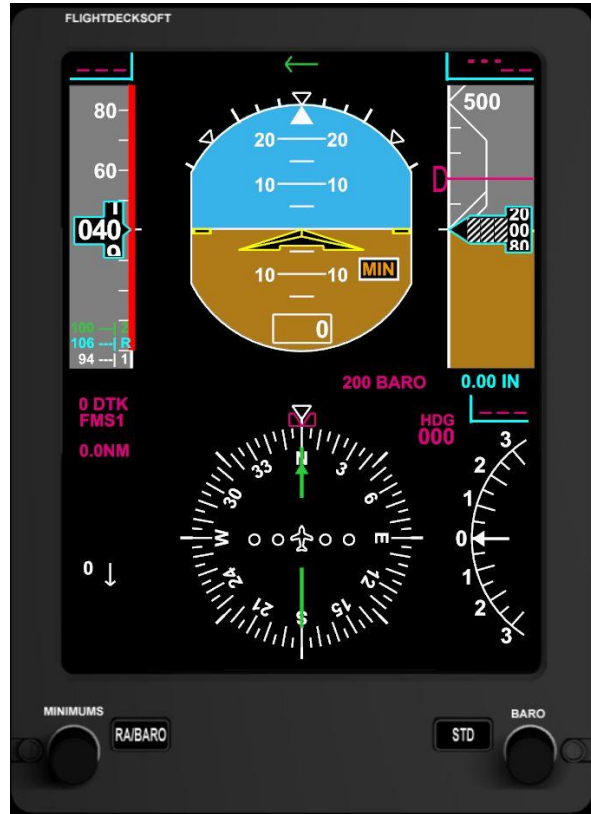 FLIGHTDECKSOFT
---
--- --
80
60
040
100 ---| 2
106 ---| R
94 ---| 1
20 20
10 10
10 10
MIN
0
500
D
20
00
80
200 BARO
0.00 IN
0 DTK
FMS1
0.0NM
HDG
000
---
N
3
6
E
12
15
S
21
24
W
30
33
0 ↓
3
2
1
0
1
2
3
MINIMUMS
RA/BARO
STD
BARO